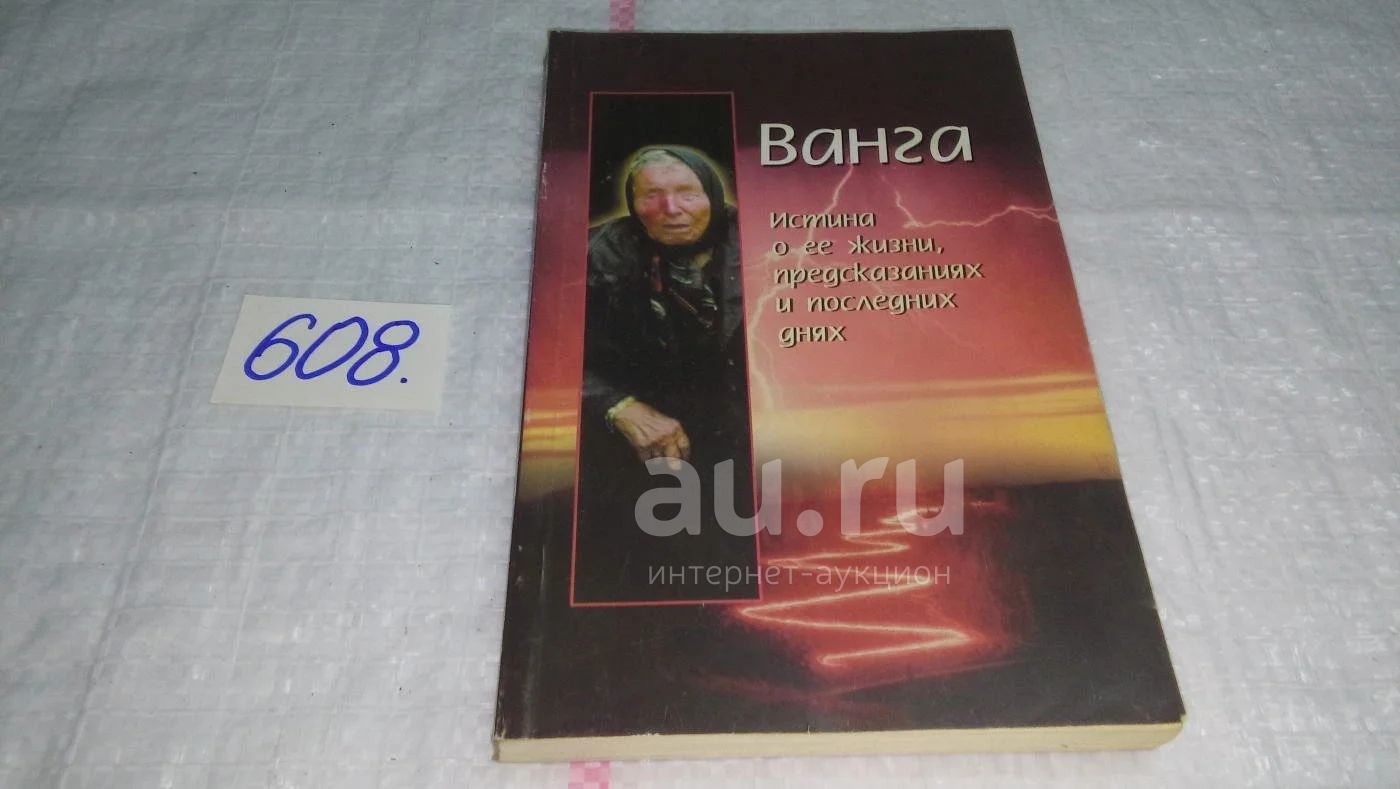 608.
Ванга
Истина
о ее жизни,
предсказаниях
и последних
днях
au.ru
интернет-аукцион